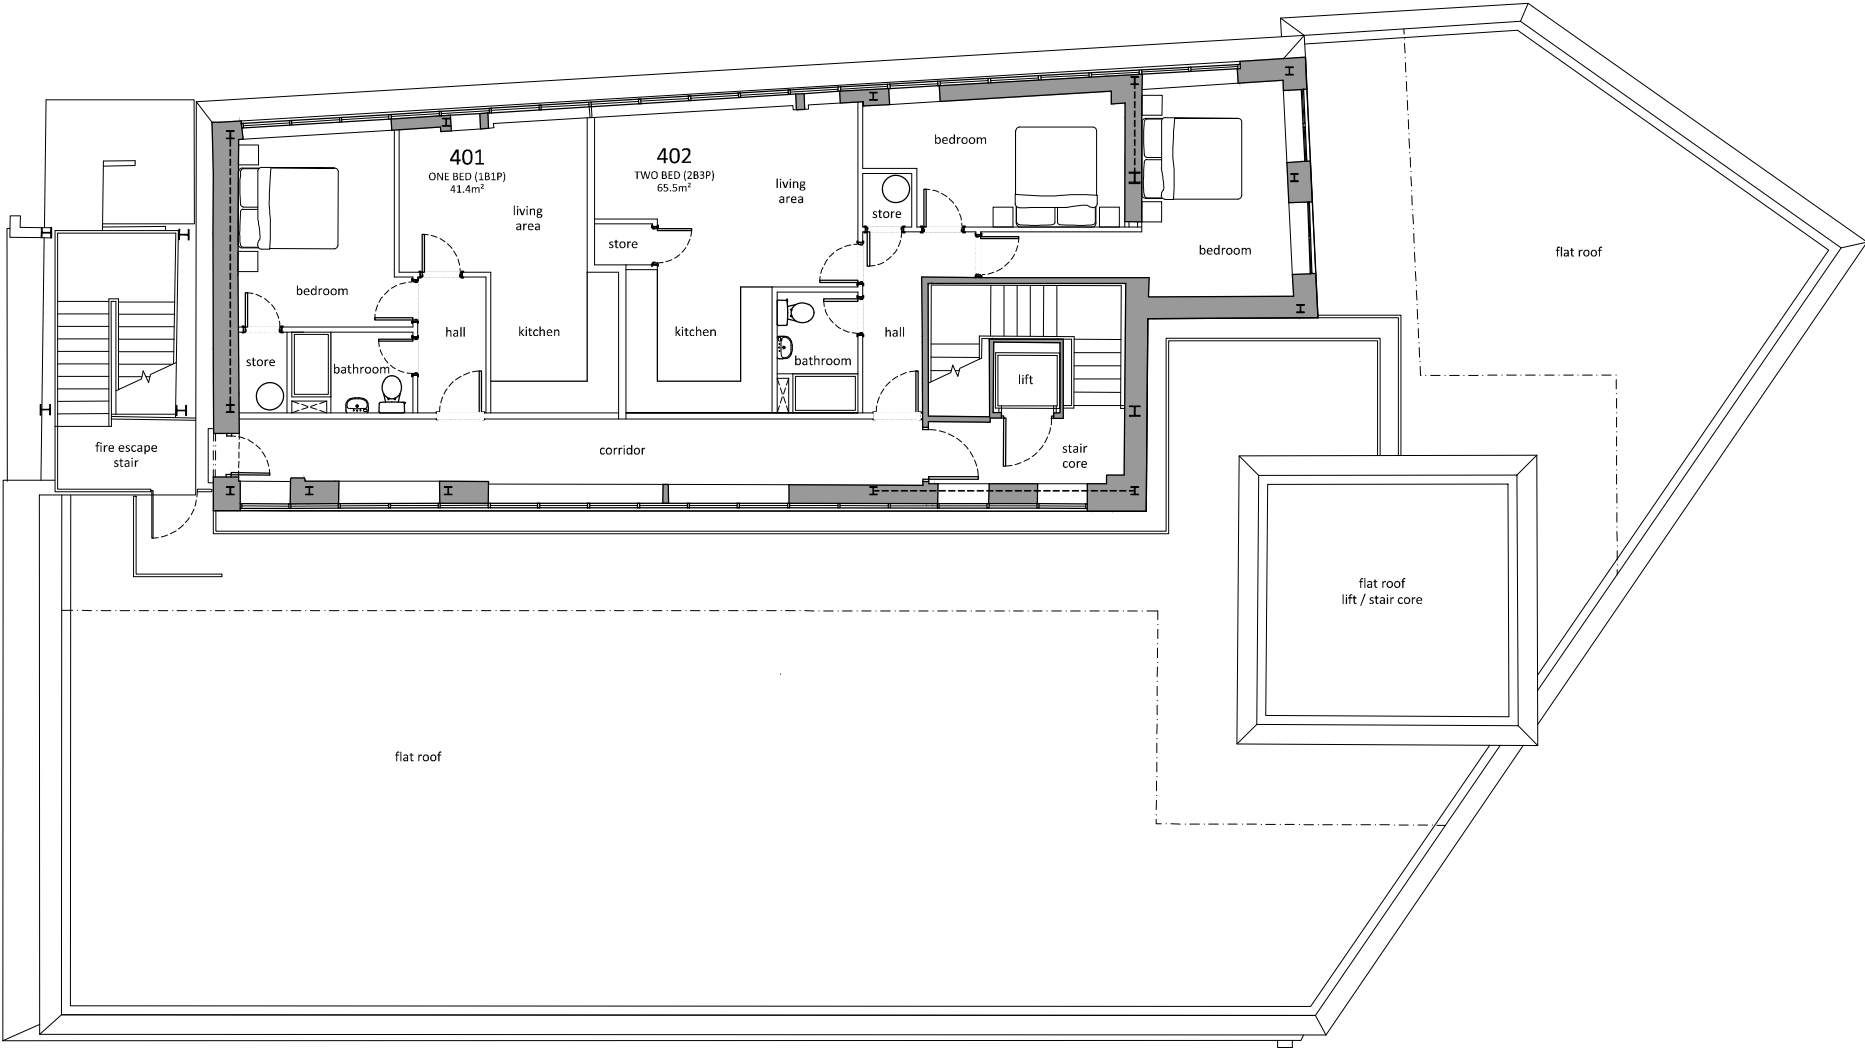 401
ONE BED (1B1P)
41.4m²
living
area
bedroom
hall
kitchen
store
bathroom
402
TWO BED (2B3P)
65.5m²
living
area
store
kitchen
bedroom
store
bedroom
hall
bathroom
lift
stair
core
corridor
fire escape
stair
flat roof
flat roof
lift / stair core
flat roof